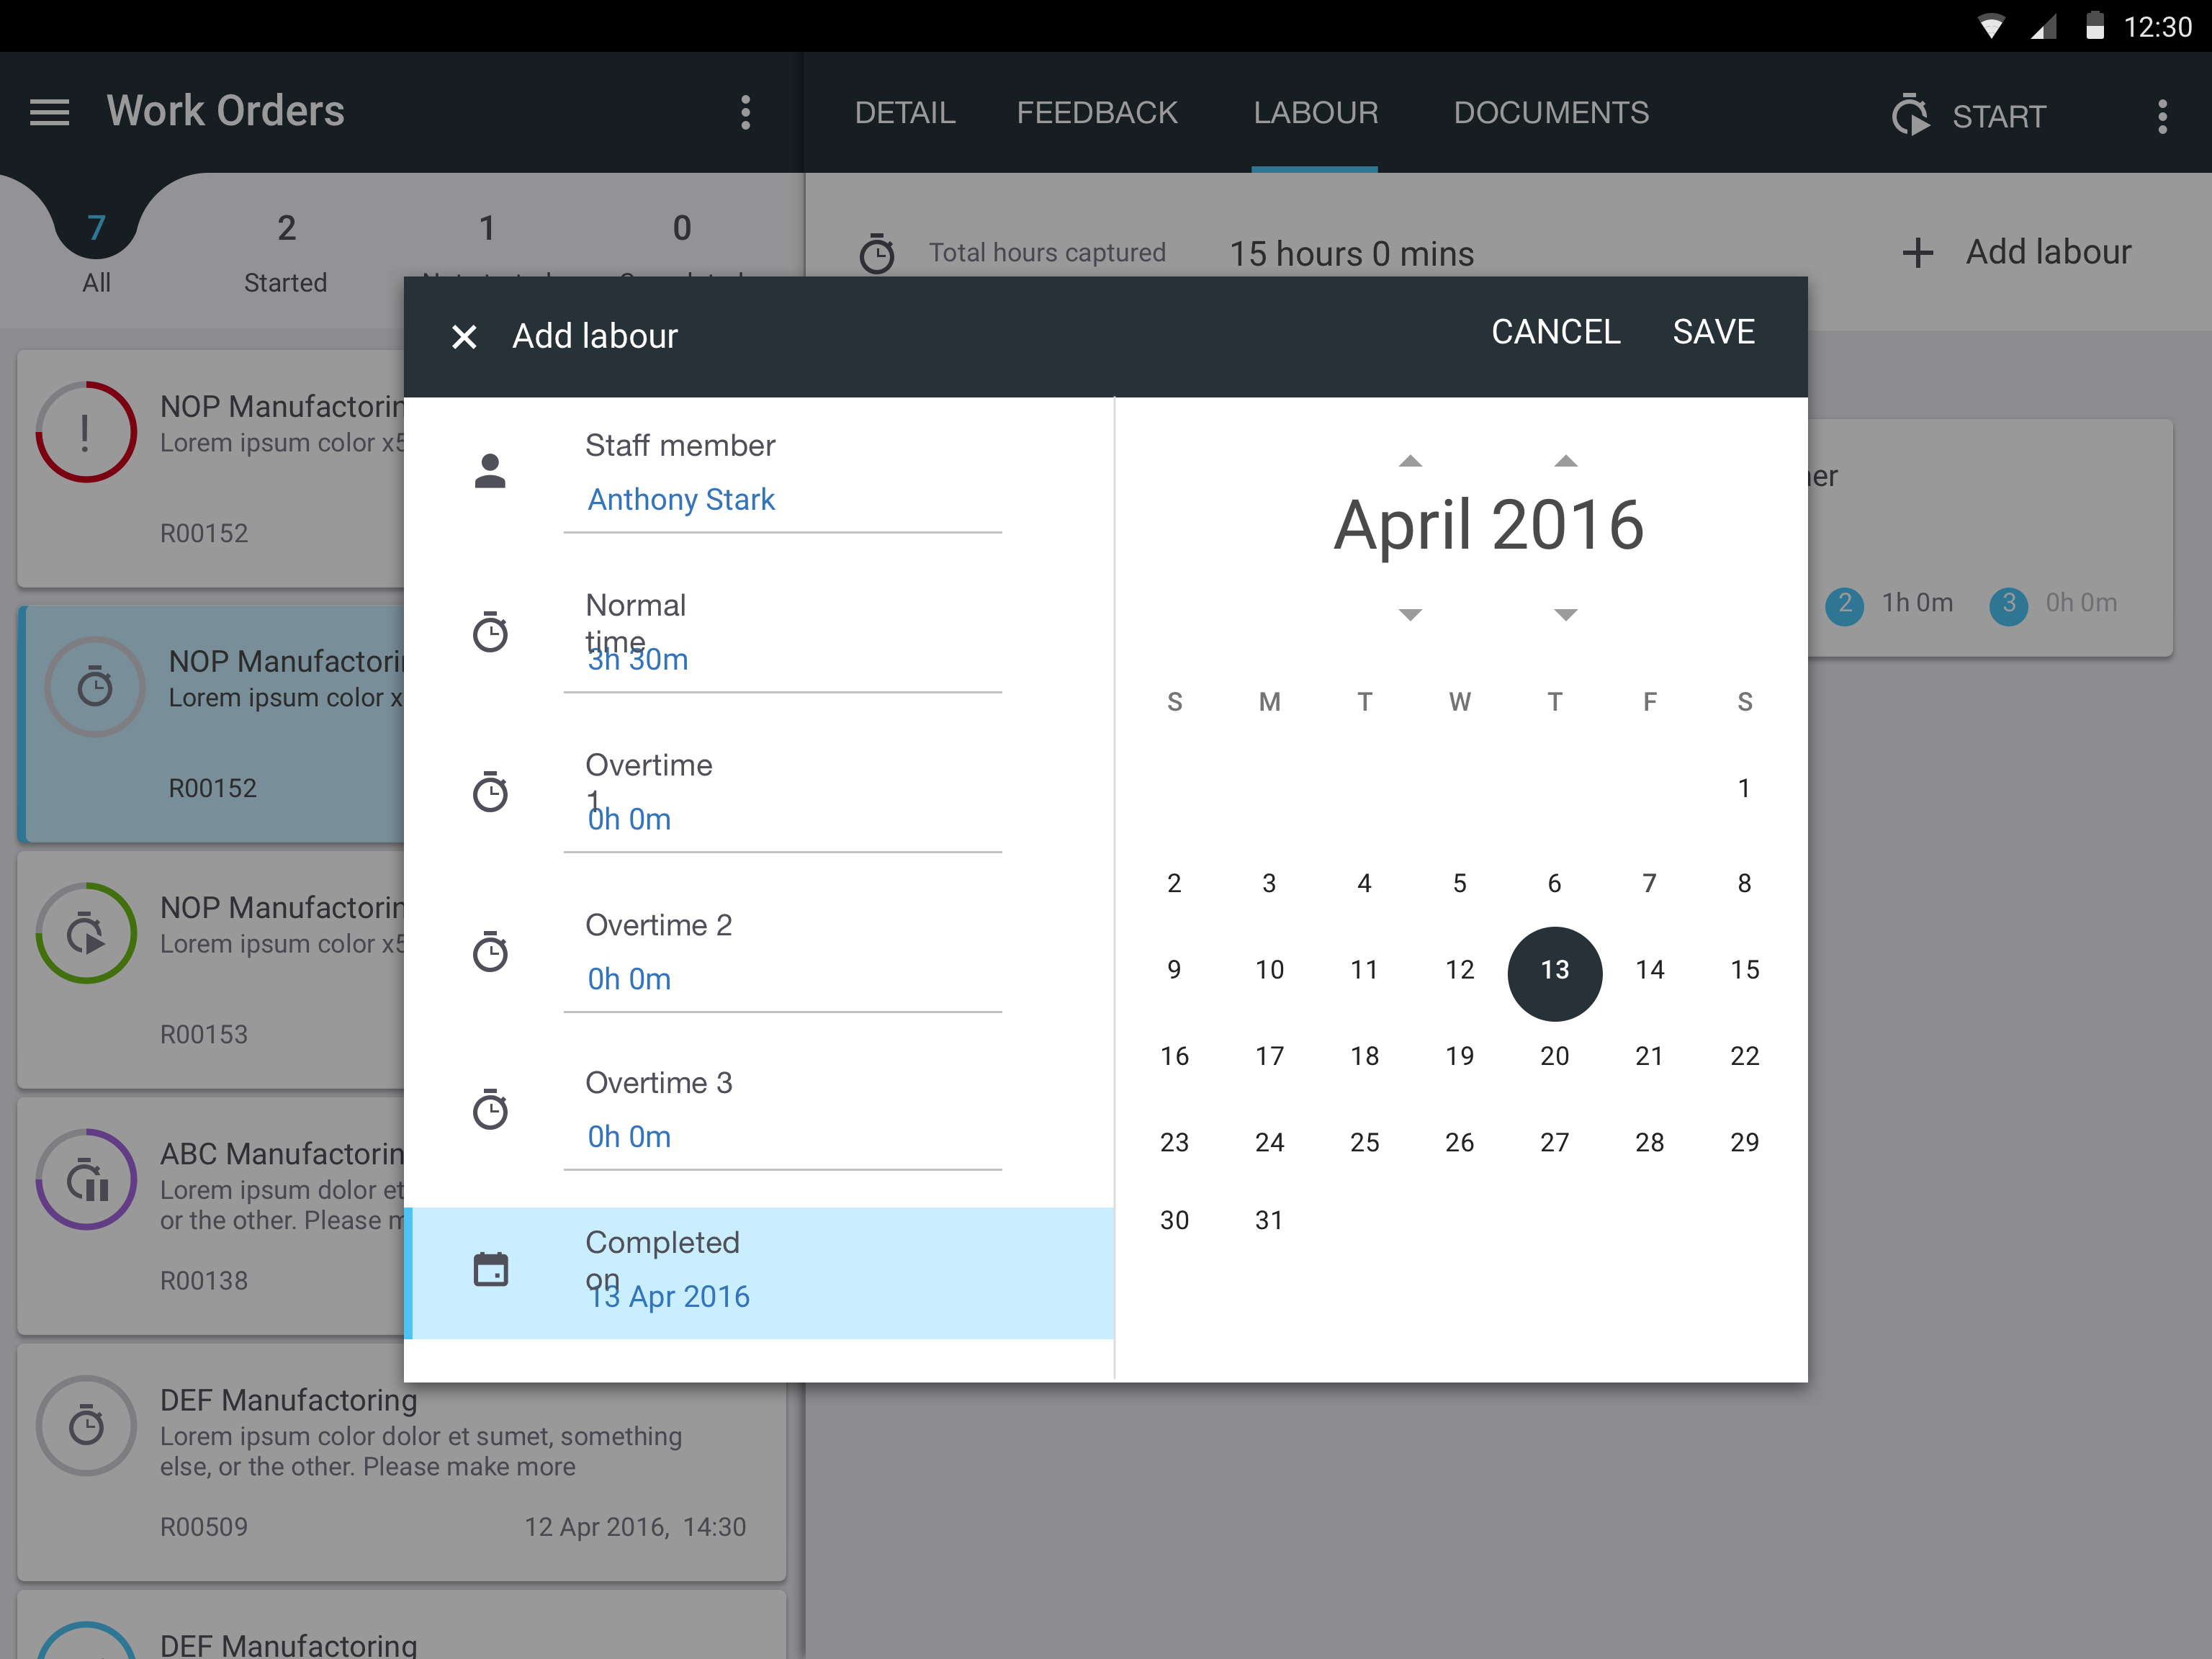 12:30
Work Orders
DETAIL FEEDBACK LABOUR DOCUMENTS START
7 2 1 0
All Started
Total hours captured 15 hours 0 mins Add labour
Add labour CANCEL SAVE
NOP Manufactorin
Lorem ipsum color x5
R00152
NOP Manufactori
Lorem ipsum color x
R00152
NOP Manufactorin
Lorem ipsum color x5
R00153
ABC Manufactorin
Lorem ipsum dolor et
or the other. Please m
R00138
DEF Manufactoring
Lorem ipsum color dolor et sumet, something
else, or the other. Please make more
R00509 12 Apr 2016, 14:30
DEF Manufactoring
Staff member
Anthony Stark
Normal
time
3h 30m
Overtime
1
0h 0m
Overtime 2
0h 0m
Overtime 3
0h 0m
Completed
on
13 Apr 2016
April 2016
S M T W T F S
1
2 3 4 5 6 7 8
9 10 11 12 13 14 15
16 17 18 19 20 21 22
23 24 25 26 27 28 29
30 31
er
2 1h 0m 3 0h 0m